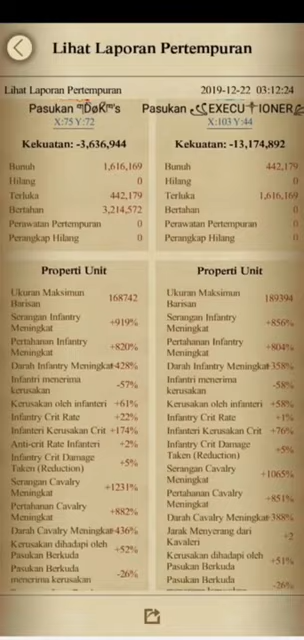 Lihat Laporan Pertempuran
Lihat Laporan Pertempuran 2019-12-22 03:12:24
Pasukan
X:75 Y:72
Kekuatan: -3,636,944
Bunuh 1,616,169
Hilang 0
Terluka 442,179
Bertahan 3,214,572
Perawatan Pertempuran 0
Perangkap Hilang 0
Properti Unit
Ukuran Maksimun
Barisan 168742
Serangan Infantry
Meningkat +919%
Pertahanan Infantry
Meningkat +820%
Darah Infantry Meningkat+428%
Infantri menerima
kerusakan -57%
Kerusakan oleh infanteri +61%
Infantry Crit Rate +22%
Infanteri Kerusakan Crit +174%
Anti-crit Rate Infanteri +2%
Infantry Crit Damage
Taken (Reduction) +5%
Serangan Cavalry
Meningkat +1231%
Pertahanan Cavalry
Meningkat +882%
Darah Cavalry Meningkat+436%
Kerusakan dihadapi oleh
Pasukan Berkuda +52%
Pasukan Berkuda
menerima kerusakan -26%
Pasukan EXECU†IONER
X:103 Y:44
Kekuatan: -13,174,892
Bunuh 442,179
Hilang 0
Terluka 1,616,169
Bertahan 0
Perawatan Pertempuran 0
Perangkap Hilang 0
Properti Unit
Ukuran Maksimun
Barisan 189394
Serangan Infantry
Meningkat +856%
Pertahanan Infantry
Meningkat +804%
Darah Infantry Meningkat+358%
Infantri menerima
kerusakan -58%
Kerusakan oleh infanteri +58%
Infantry Crit Rate +1%
Infanteri Kerusakan Crit +76%
Infantry Crit Damage
Taken (Reduction) +5%
Serangan Cavalry
Meningkat +1065%
Pertahanan Cavalry
Meningkat +851%
Darah Cavalry Meningkat+388%
Jarak Menyerang dari
Kavaleri +2
Kerusakan dihadapi oleh
Pasukan Berkuda +51%
Pasukan Berkuda -26%